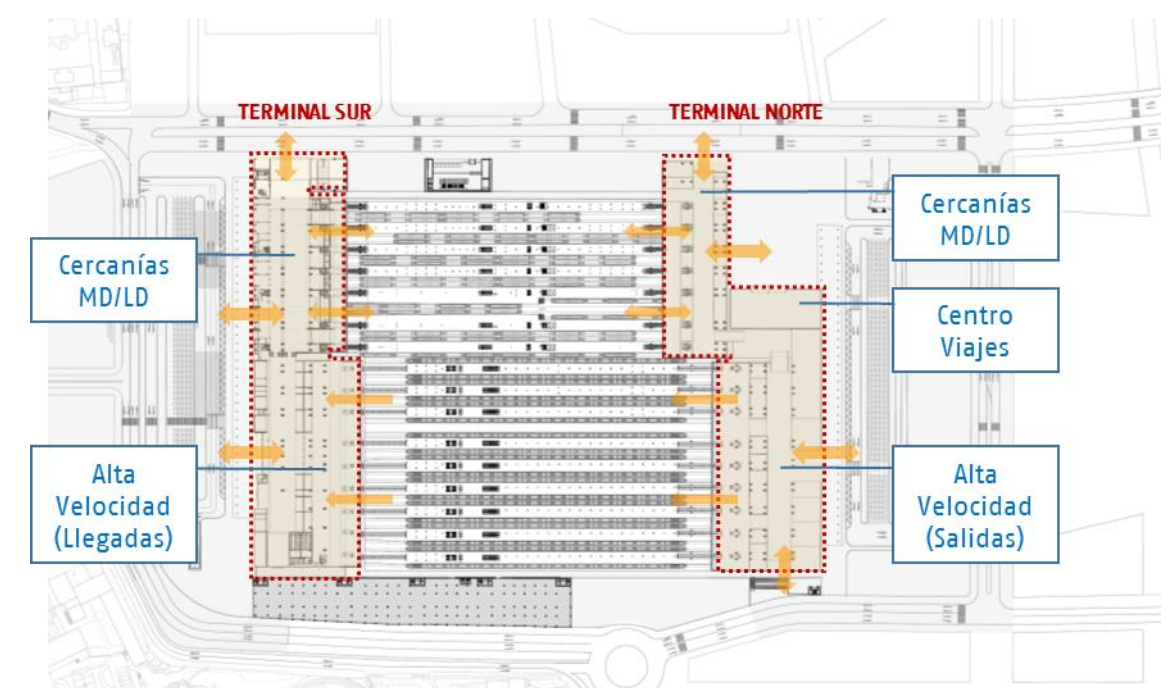 TERMINAL SUR
TERMINAL NORTE
Cercanías
MD/LD
Cercanías
MD/LD
Centro
Viajes
Alta
Velocidad
(Llegadas)
Alta
Velocidad
(Salidas)